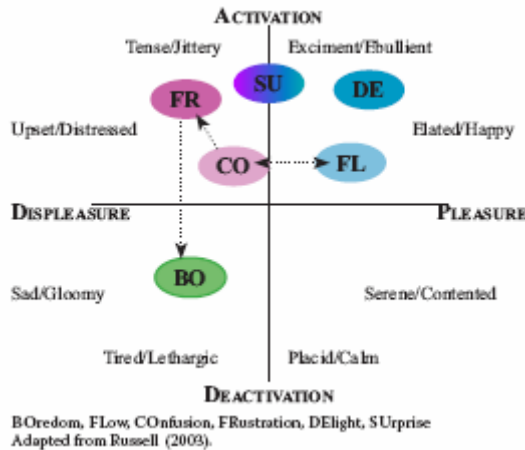 ACTIVATION
Tense/Jittery
Exciment/Ebullient
SU
DE
FR
Upset/Distressed
Elated/Happy
CO
FL
DISPLEASURE
PLEASURE
BO
Sad/Gloomy
Serene/Contented
Tired/Lethargic
Placid/Calm
DEACTIVATION
BOredom, FLow, COnfusion, FRustration, DElight, SUrprise
Adapted from Russell (2003).